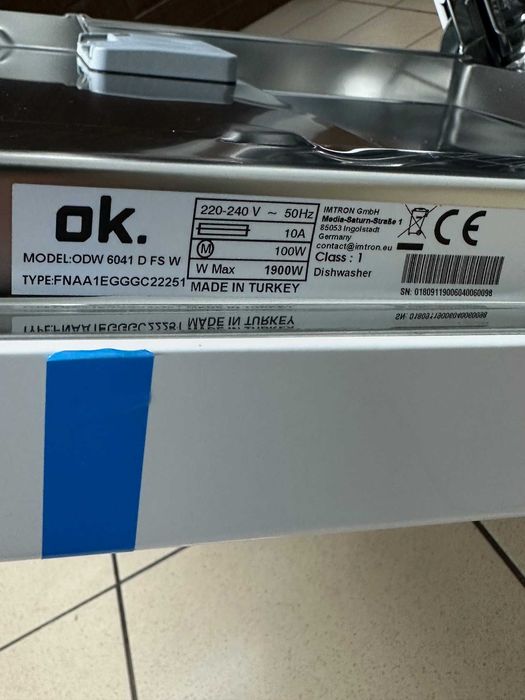 ok.
MODEL:ODW 6041 D FS W
TYPE:FNAA1EGGGC22251
220-240 V ~ 50Hz
10A
M 100W
W Max 1900W
MADE IN TURKEY
IMTRON GmbH
Media-Saturn-Straße 1
85053 Ingolstadt
Germany
contact@imtron.eu
Class : 1
Dishwasher
CE
SN: 01809119006040060098